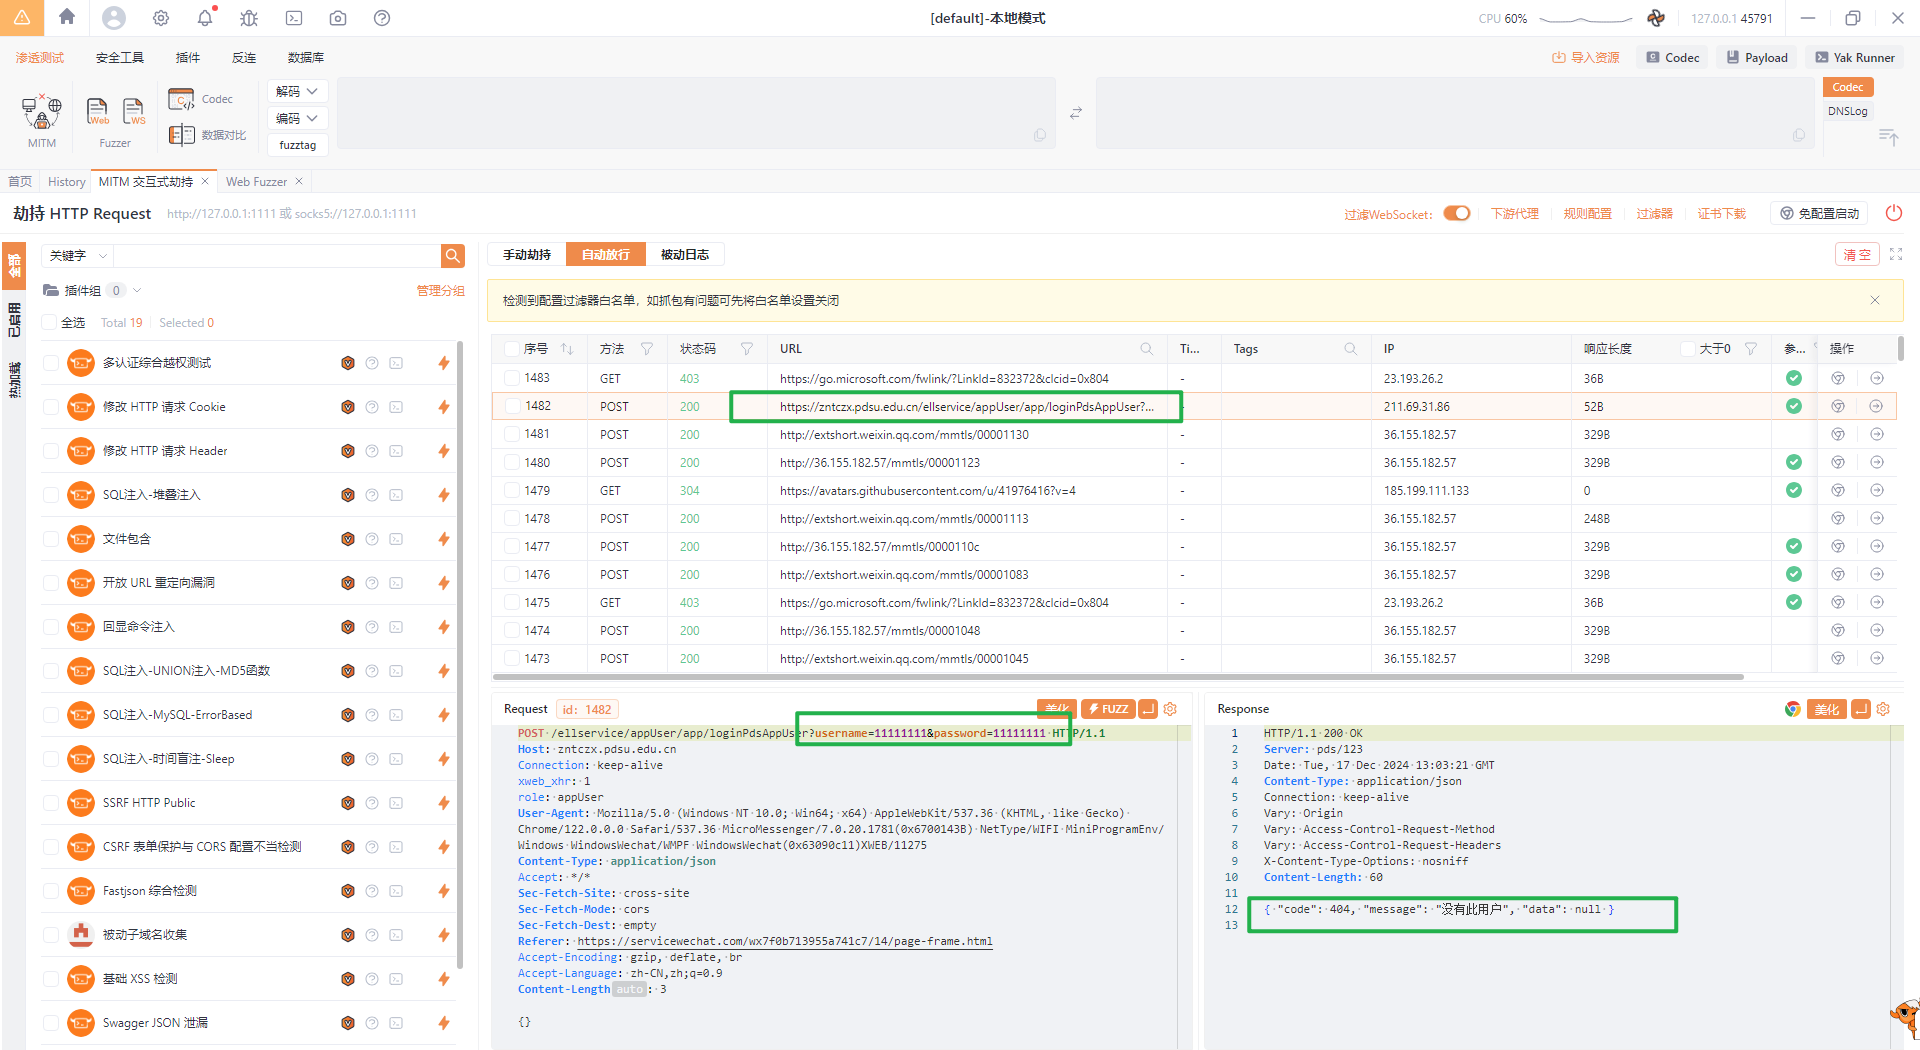 [default]-本地模式
CPU 60%
127.0.0.1 45791
渗透测试 安全工具 插件 反连 数据库
导入资源 Codec Payload Yak Runner
MITM
Web
WS
Fuzzer
Codec
数据对比
解码
编码
fuzztag
Codec
DNSLog
首页 History MITM 交互式劫持 × Web Fuzzer ×
劫持 HTTP Request http://127.0.0.1:1111 或 socks5://127.0.0.1:1111
过滤WebSocket: 下游代理 规则配置 过滤器 证书下载 免配置启动
全部
已启用
热加载
关键字
插件组 0 管理分组
全选 Total 19 Selected 0
多认证综合越权测试
修改 HTTP 请求 Cookie
修改 HTTP 请求 Header
SQL注入-堆叠注入
文件包含
开放 URL 重定向漏洞
回显命令注入
SQL注入-UNION注入-MD5函数
SQL注入-MySQL-ErrorBased
SQL注入-时间盲注-Sleep
SSRF HTTP Public
CSRF 表单保护与 CORS 配置不当检测
Fastjson 综合检测
被动子域名收集
基础 XSS 检测
Swagger JSON 泄漏
手动劫持 自动放行 被动日志 清 空
检测到配置过滤器白名单，如抓包有问题可先将白名单设置关闭
序号 方法 状态码 URL Ti... Tags IP 响应长度 大于0 参... 操作
1483 GET 403 https://go.microsoft.com/fwlink/?LinkId=832372&clcid=0x804 - 23.193.26.2 36B
1482 POST 200 https://zntczx.pdsu.edu.cn/ellservice/appUser/app/loginPdsAppUser?... - 211.69.31.86 52B
1481 POST 200 http://extshort.weixin.qq.com/mmtls/00001130 - 36.155.182.57 329B
1480 POST 200 http://36.155.182.57/mmtls/00001123 - 36.155.182.57 329B
1479 GET 304 https://avatars.githubusercontent.com/u/41976416?v=4 - 185.199.111.133 0
1478 POST 200 http://extshort.weixin.qq.com/mmtls/00001113 - 36.155.182.57 248B
1477 POST 200 http://36.155.182.57/mmtls/0000110c - 36.155.182.57 329B
1476 POST 200 http://extshort.weixin.qq.com/mmtls/00001083 - 36.155.182.57 329B
1475 GET 403 https://go.microsoft.com/fwlink/?LinkId=832372&clcid=0x804 - 23.193.26.2 36B
1474 POST 200 http://36.155.182.57/mmtls/00001048 - 36.155.182.57 329B
1473 POST 200 http://extshort.weixin.qq.com/mmtls/00001045 - 36.155.182.57 329B
Request id: 1482 美化 FUZZ
POST /ellservice/appUser/app/loginPdsAppUser?username=11111111&password=11111111 HTTP/1.1
Host: zntczx.pdsu.edu.cn
Connection: keep-alive
xweb_xhr: 1
role: appUser
User-Agent: Mozilla/5.0 (Windows NT 10.0; Win64; x64) AppleWebKit/537.36 (KHTML, like Gecko)
Chrome/122.0.0.0 Safari/537.36 MicroMessenger/7.0.20.1781(0x6700143B) NetType/WIFI MiniProgramEnv/
Windows WindowsWechat/WMPF WindowsWechat(0x63090c11)XWEB/11275
Content-Type: application/json
Accept: */*
Sec-Fetch-Site: cross-site
Sec-Fetch-Mode: cors
Sec-Fetch-Dest: empty
Referer: https://servicewechat.com/wx7f0b713955a741c7/14/page-frame.html
Accept-Encoding: gzip, deflate, br
Accept-Language: zh-CN,zh;q=0.9
Content-Length auto : 3
{}
Response 美化
1 HTTP/1.1 200 OK
2 Server: pds/123
3 Date: Tue, 17 Dec 2024 13:03:21 GMT
4 Content-Type: application/json
5 Connection: keep-alive
6 Vary: Origin
7 Vary: Access-Control-Request-Method
8 Vary: Access-Control-Request-Headers
9 X-Content-Type-Options: nosniff
10 Content-Length: 60
11
12 { "code": 404, "message": "没有此用户", "data": null }
13